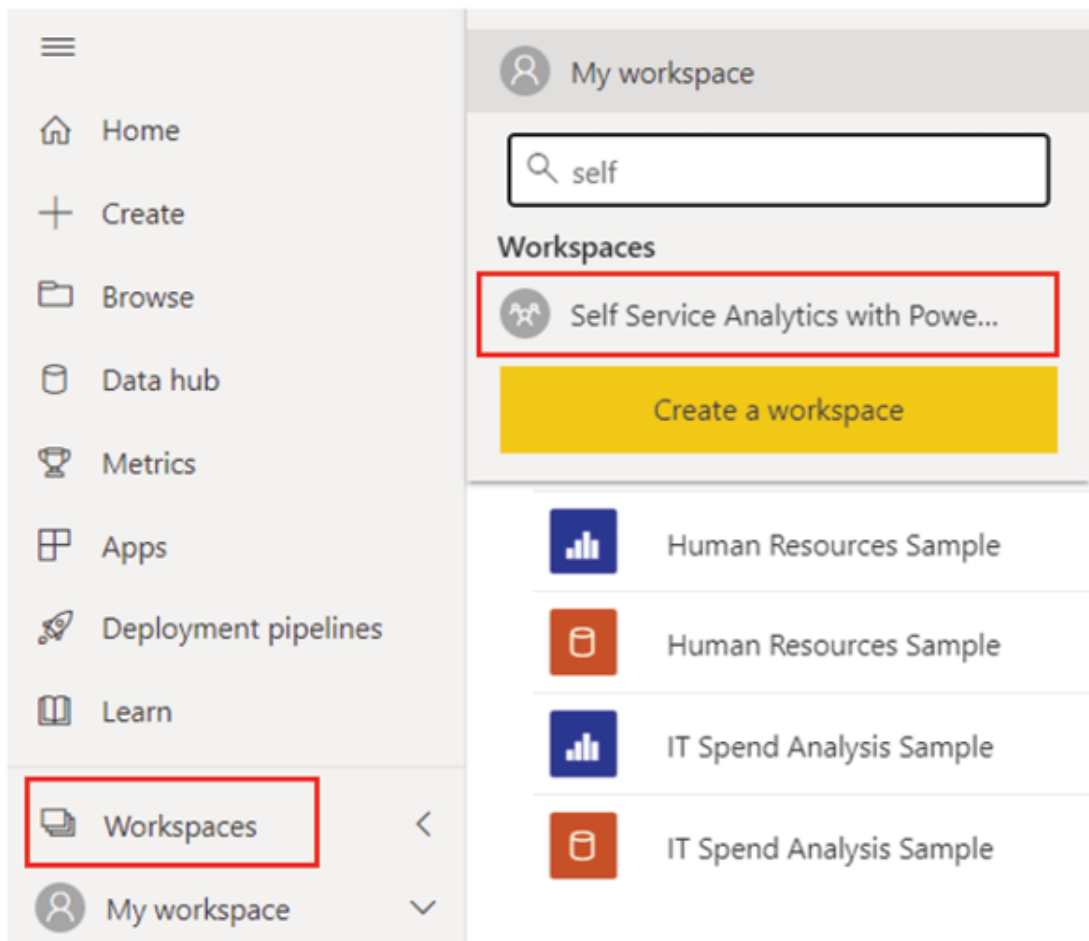 Home
Create
Browse
Data hub
Metrics
Apps
Deployment pipelines
Learn
Workspaces
My workspace
My workspace
self
Workspaces
Self Service Analytics with Powe...
Create a workspace
Human Resources Sample
Human Resources Sample
IT Spend Analysis Sample
IT Spend Analysis Sample